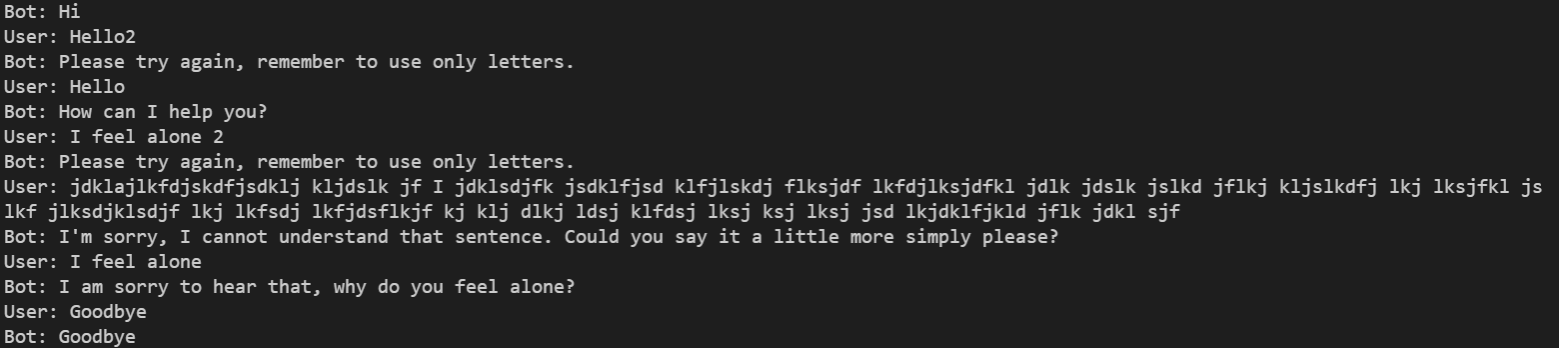 Bot: Hi
User: Hello2
Bot: Please try again, remember to use only letters.
User: Hello
Bot: How can I help you?
User: I feel alone 2
Bot: Please try again, remember to use only letters.
User: jdklajlkfdjskdfjsdklj kljdslk jf I jdklsdjfk jsdklfjsd klfjlskdj flksjdf lkfdjlksjdfkl jdlk jdslk jslkd jflkj kljslkdfj lkj lksjfkl js
lkf jlksdjklsdjf lkj lkfsdj lkfjdsflkjf kj klj dlkj ldsj klfdsj lksj ksj lksj jsd lkjdklfjkld jflk jdkl sjf
Bot: I'm sorry, I cannot understand that sentence. Could you say it a little more simply please?
User: I feel alone
Bot: I am sorry to hear that, why do you feel alone?
User: Goodbye
Bot: Goodbye